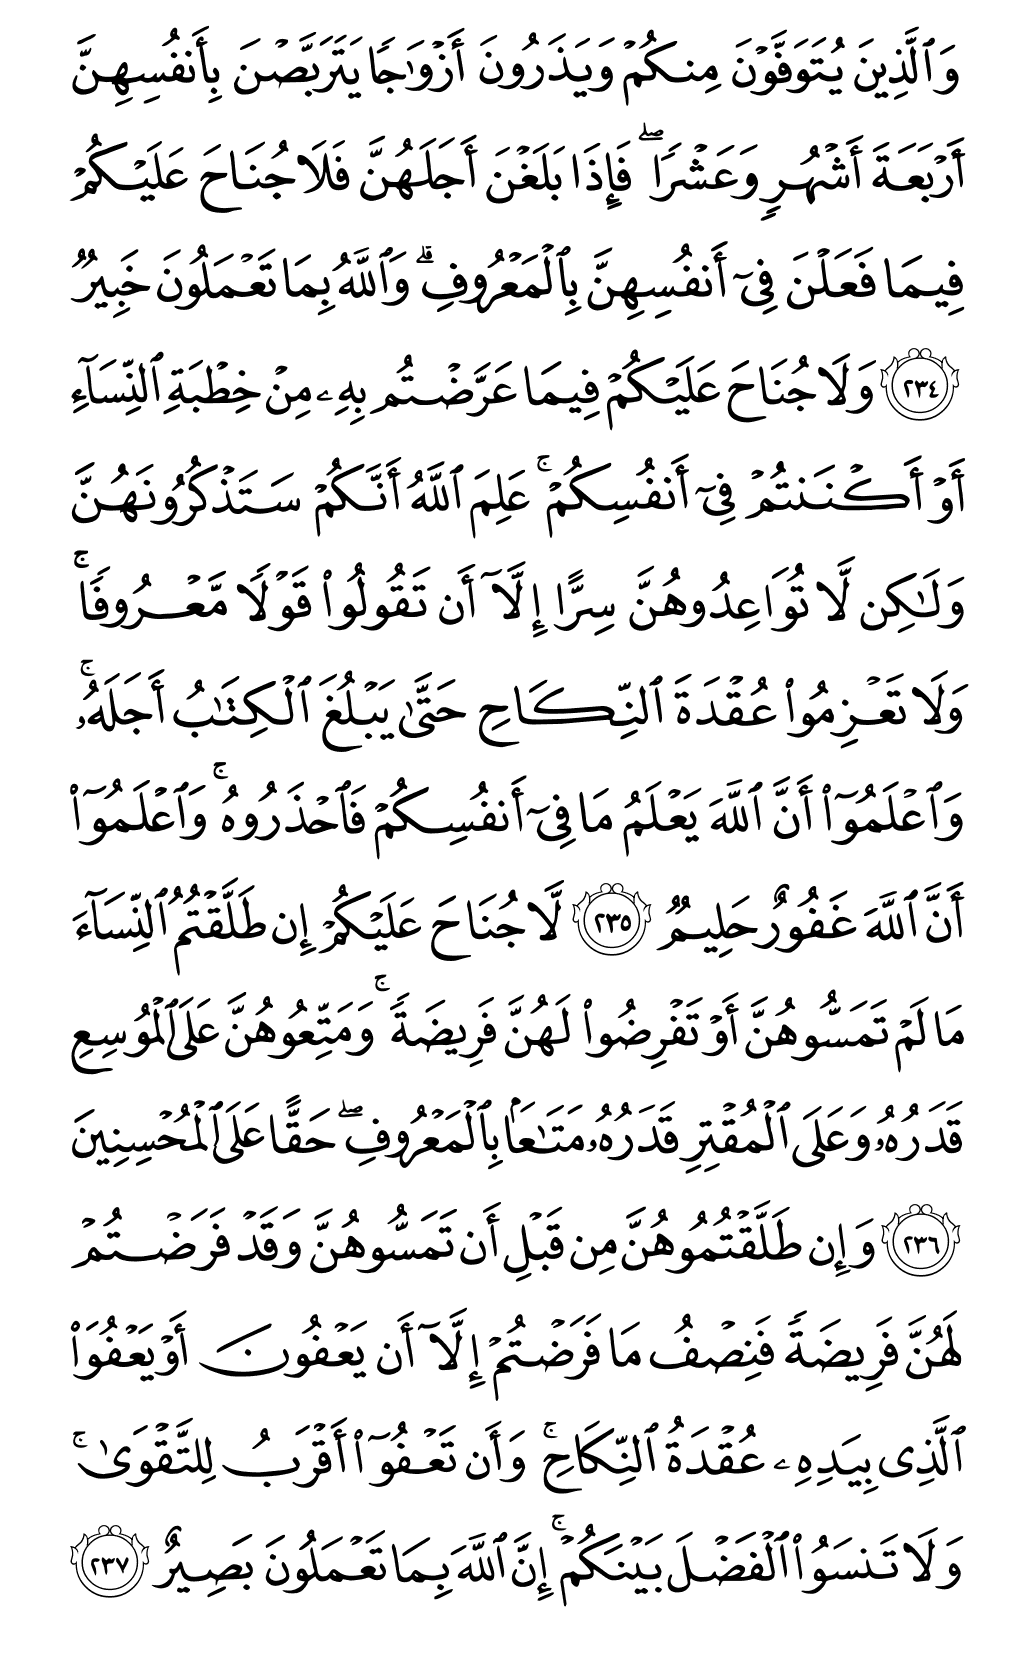 وَٱلَّذِينَ يُتَوَفَّوْنَ مِنكُمْ وَيَذَرُونَ أَزْوَٰجًا يَتَرَبَّصْنَ بِأَنفُسِهِنَّ
أَرْبَعَةَ أَشْهُرٍ وَعَشْرًا ۖ فَإِذَا بَلَغْنَ أَجَلَهُنَّ فَلَا جُنَاحَ عَلَيْكُمْ
فِيمَا فَعَلْنَ فِىٓ أَنفُسِهِنَّ بِٱلْمَعْرُوفِ ۗ وَٱللَّهُ بِمَا تَعْمَلُونَ خَبِيرٌ
٢٣٤ وَلَا جُنَاحَ عَلَيْكُمْ فِيمَا عَرَّضْتُم بِهِۦ مِنْ خِطْبَةِ ٱلنِّسَآءِ
أَوْ أَكْنَنتُمْ فِىٓ أَنفُسِكُمْ ۚ عَلِمَ ٱللَّهُ أَنَّكُمْ سَتَذْكُرُونَهُنَّ
وَلَٰكِن لَّا تُوَاعِدُوهُنَّ سِرًّا إِلَّآ أَن تَقُولُوا۟ قَوْلًا مَّعْرُوفًا ۚ
وَلَا تَعْزِمُوا۟ عُقْدَةَ ٱلنِّكَاحِ حَتَّىٰ يَبْلُغَ ٱلْكِتَٰبُ أَجَلَهُۥ ۚ
وَٱعْلَمُوٓا۟ أَنَّ ٱللَّهَ يَعْلَمُ مَا فِىٓ أَنفُسِكُمْ فَٱحْذَرُوهُ ۚ وَٱعْلَمُوٓا۟
أَنَّ ٱللَّهَ غَفُورٌ حَلِيمٌ ٢٣٥ لَّا جُنَاحَ عَلَيْكُمْ إِن طَلَّقْتُمُ ٱلنِّسَآءَ
مَا لَمْ تَمَسُّوهُنَّ أَوْ تَفْرِضُوا۟ لَهُنَّ فَرِيضَةً ۚ وَمَتِّعُوهُنَّ عَلَى ٱلْمُوسِعِ
قَدَرُهُۥ وَعَلَى ٱلْمُقْتِرِ قَدَرُهُۥ مَتَٰعًۢا بِٱلْمَعْرُوفِ ۖ حَقًّا عَلَى ٱلْمُحْسِنِينَ
٢٣٦ وَإِن طَلَّقْتُمُوهُنَّ مِن قَبْلِ أَن تَمَسُّوهُنَّ وَقَدْ فَرَضْتُمْ
لَهُنَّ فَرِيضَةً فَنِصْفُ مَا فَرَضْتُمْ إِلَّآ أَن يَعْفُونَ أَوْ يَعْفُوَا۟
ٱلَّذِى بِيَدِهِۦ عُقْدَةُ ٱلنِّكَاحِ ۚ وَأَن تَعْفُوٓا۟ أَقْرَبُ لِلتَّقْوَىٰ ۚ
وَلَا تَنسَوُا۟ ٱلْفَضْلَ بَيْنَكُمْ ۚ إِنَّ ٱللَّهَ بِمَا تَعْمَلُونَ بَصِيرٌ ٢٣٧